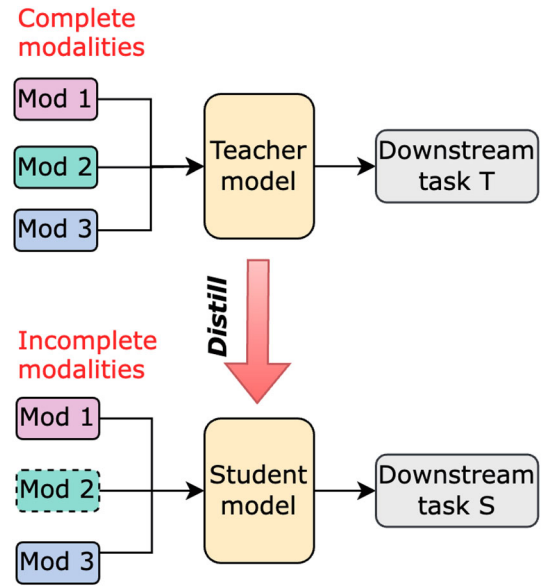 Complete
modalities
Mod 1
Mod 2
Mod 3
Teacher
model
Downstream
task T
Distill
Incomplete
modalities
Mod 1
Mod 2
Mod 3
Student
model
Downstream
task S